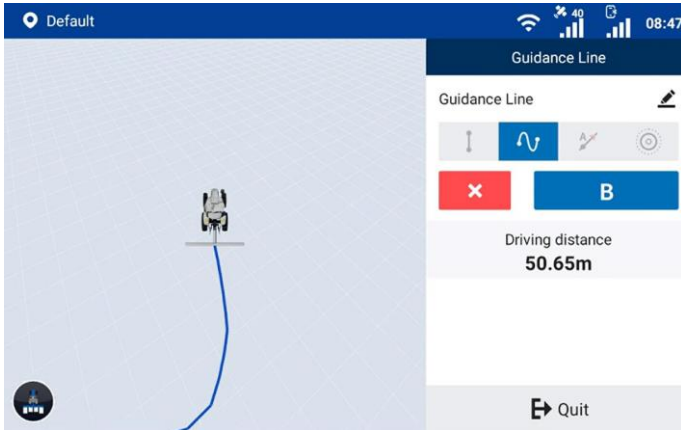 Default
40
08:47
Guidance Line
Guidance Line
A
B
Driving distance
50.65m
Quit